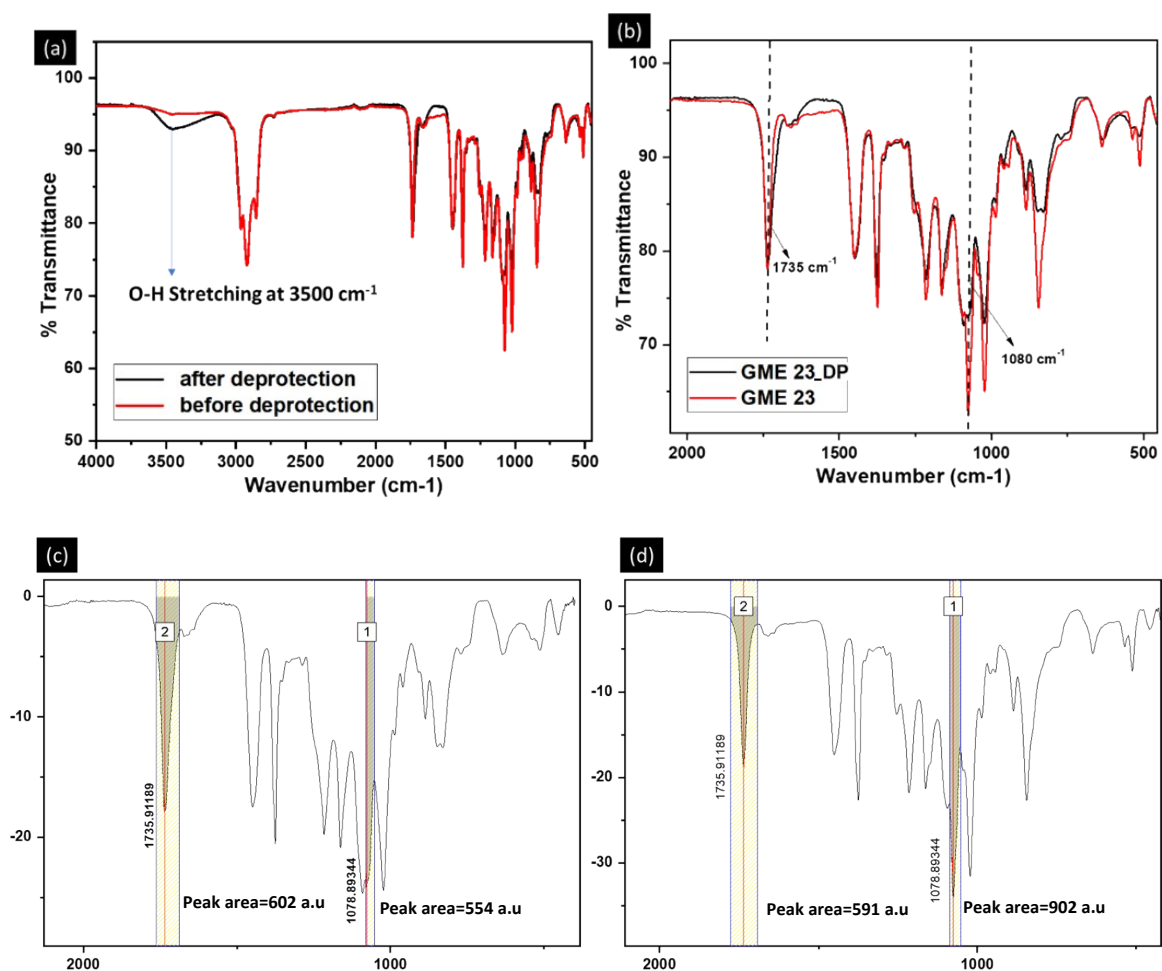 (a)
100
90
80
70
60
50
4000
3500
3000
2500
2000
1500
1000
500
% Transmittance
Wavenumber (cm-1)
O-H Stretching at 3500 cm-1
after deprotection
before deprotection
(b)
100
90
80
70
2000
1500
1000
500
% Transmittance
Wavenumber (cm-1)
1735 cm-1
1080 cm-1
GME 23_DP
GME 23
(c)
0
-10
-20
2000
1000
2
1
1735.91189
1078.89344
Peak area=602 a.u
Peak area=554 a.u
(d)
0
-10
-20
-30
2000
1000
2
1
1735.91189
1078.89344
Peak area=591 a.u
Peak area=902 a.u